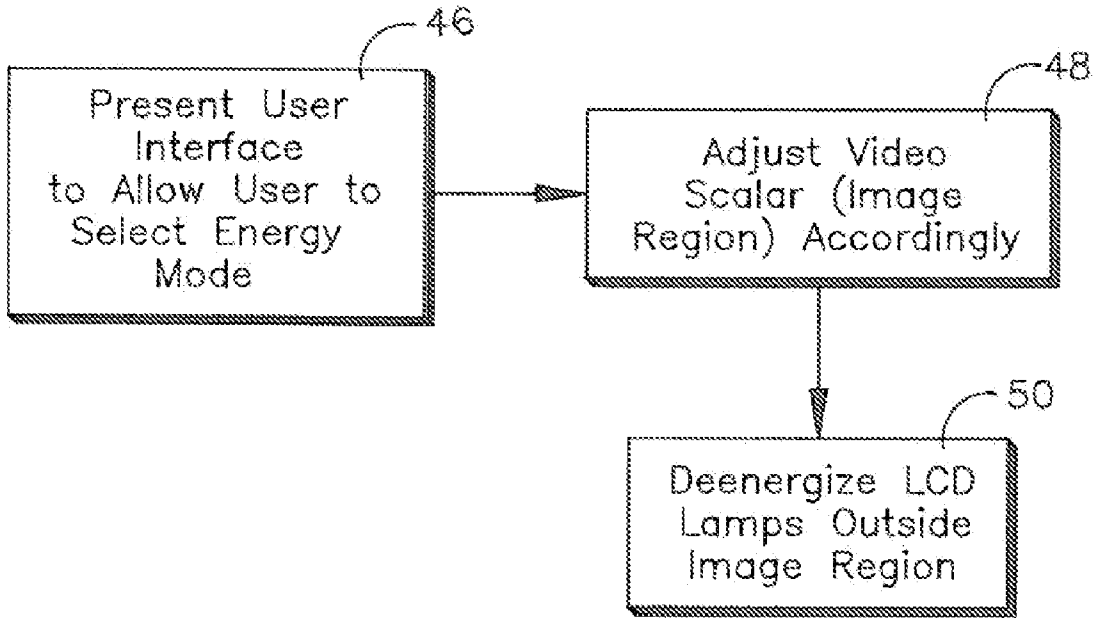 46
Present User
Interface
to Allow User to
Select Energy
Mode
48
Adjust Video
Scalar (Image
Region) Accordingly
50
Deenergize LCD
Lamps Outside
Image Region